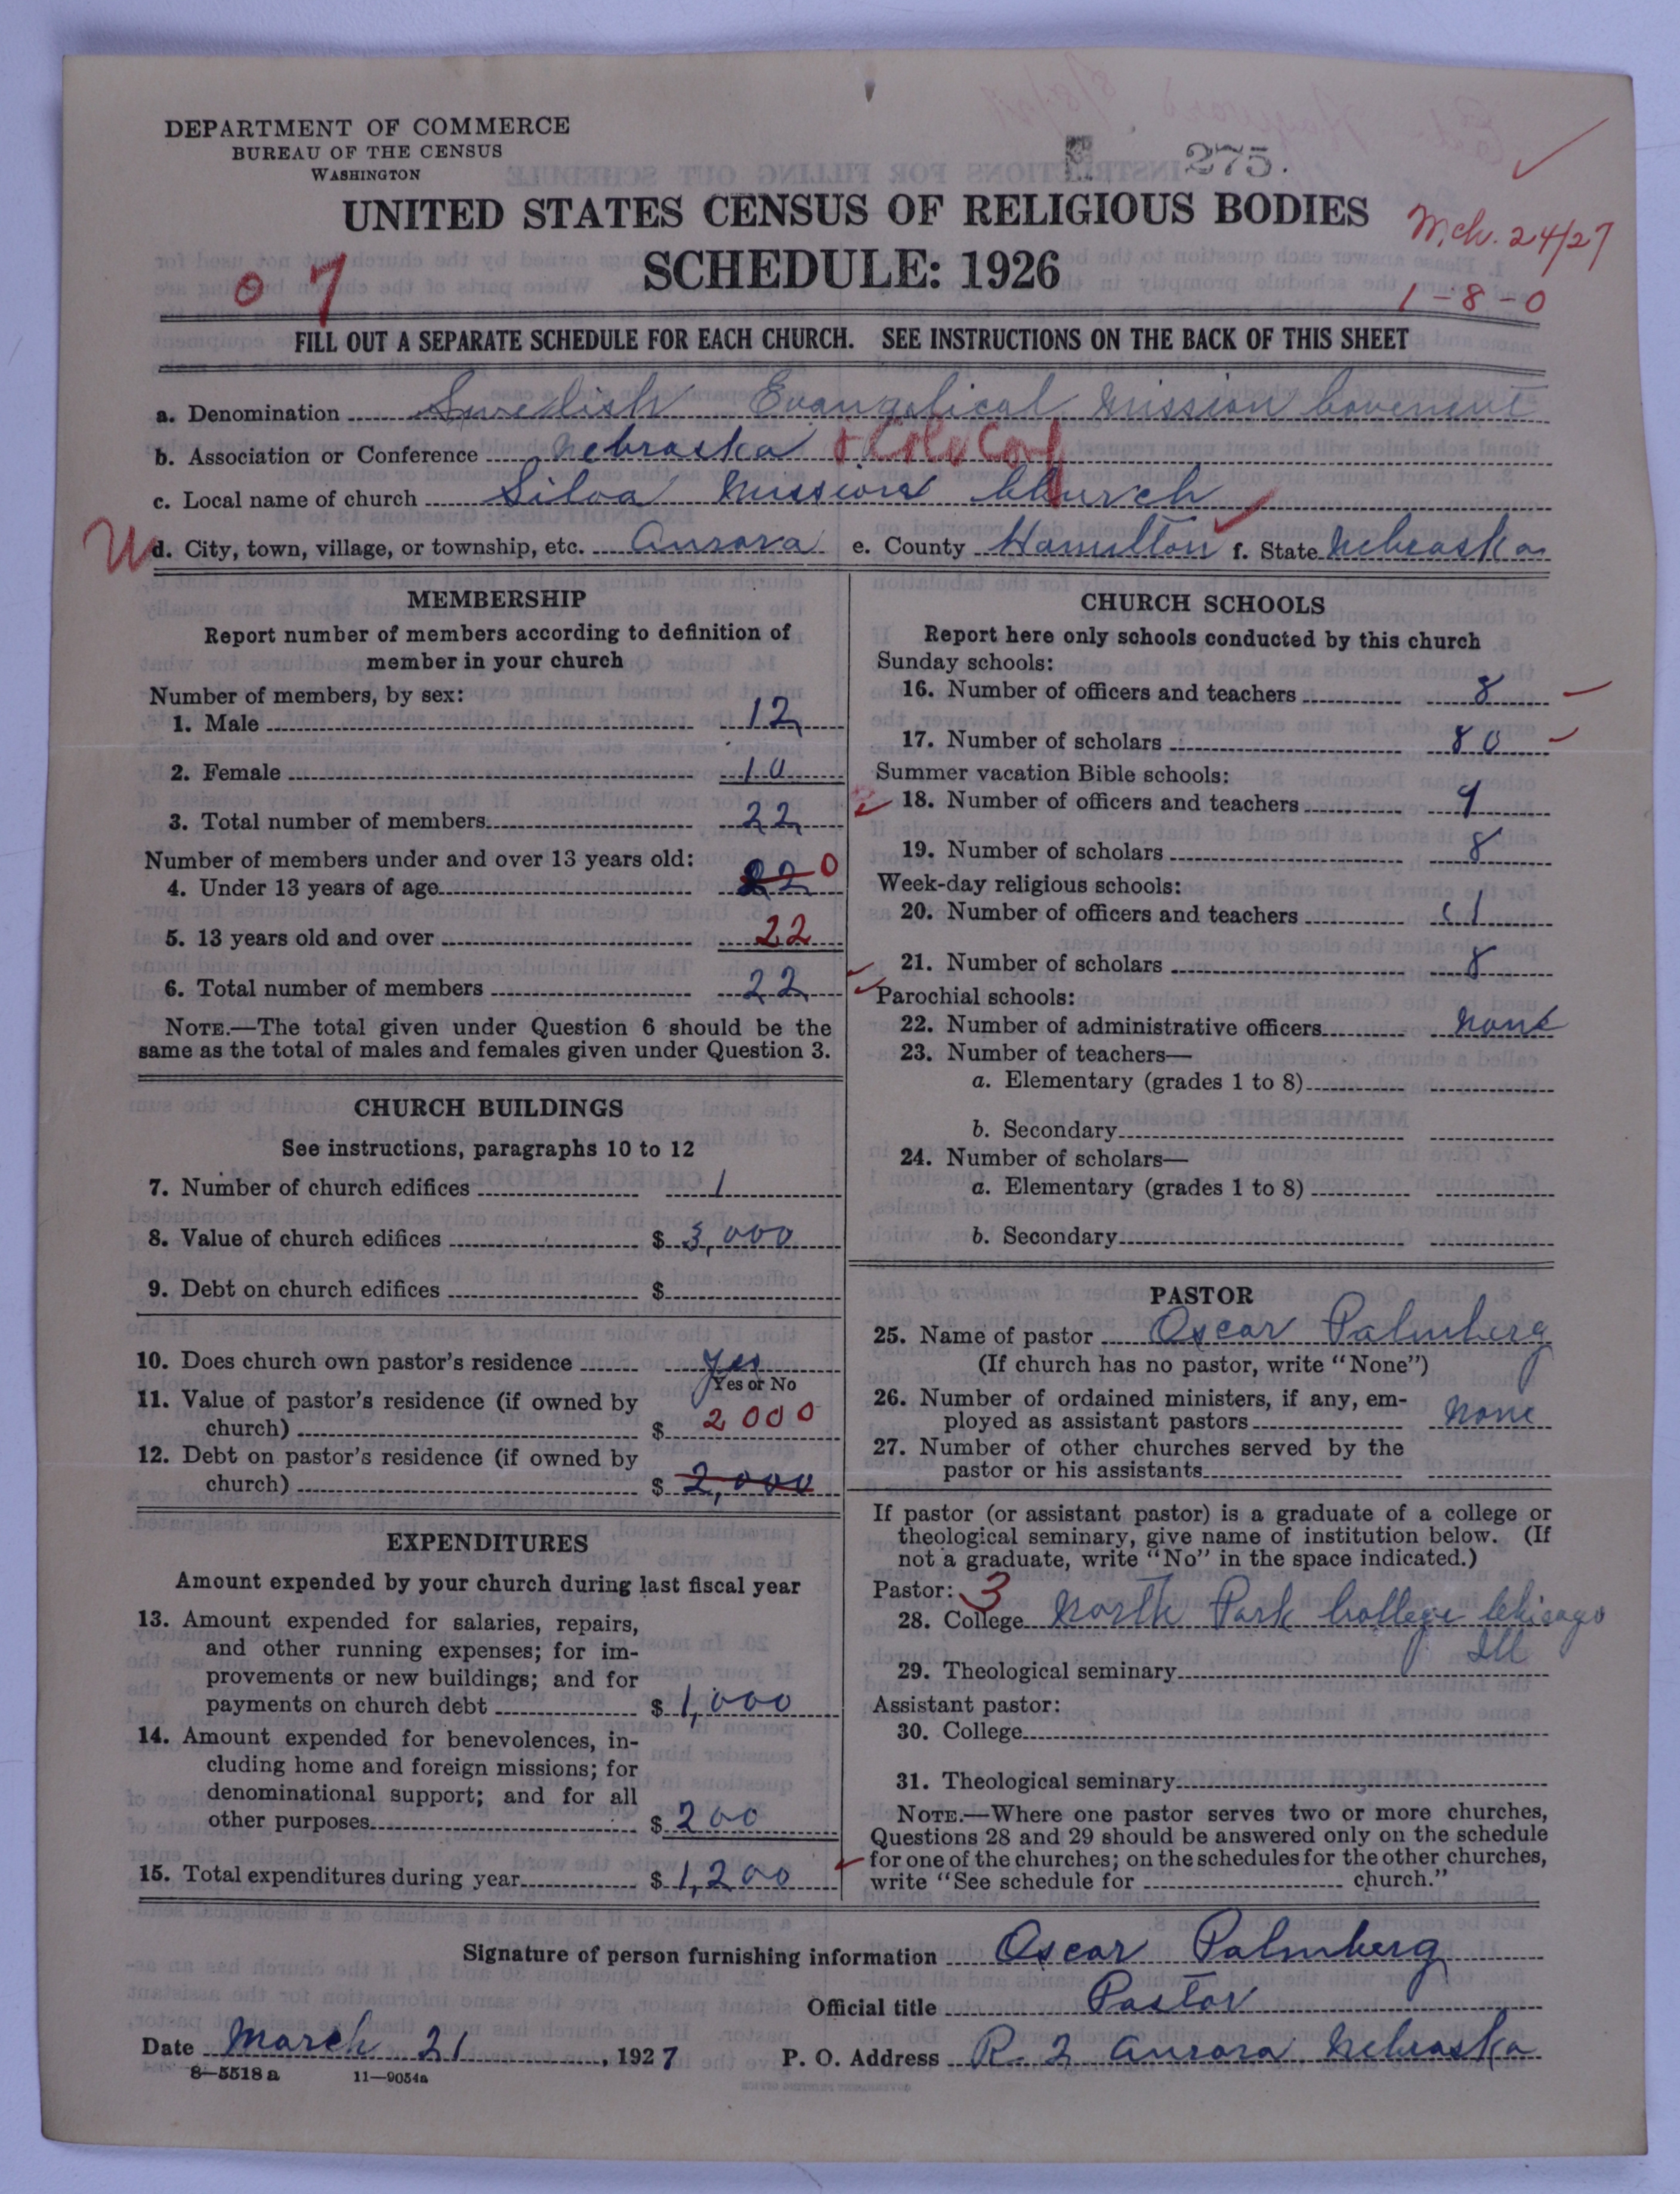 DEPARTMENT OF COMMERCE
BUREAU OF THE CENSUS
WASHINGTON
275.
UNITED STATES CENSUS OF RELIGIOUS BODIES
SCHEDULE: 1926
Mch. 24/27
1-8-0
0 7
FILL OUT A SEPARATE SCHEDULE FOR EACH CHURCH. SEE INSTRUCTIONS ON THE BACK OF THIS SHEET
a. Denomination Swedish Evangelical Mission Covenant
b. Association or Conference Nebraska
c. Local name of church Siloa Mission Church
d. City, town, village, or township, etc. Aurora e. County Hamilton f. State Nebraska
MEMBERSHIP
Report number of members according to definition of
member in your church
Number of members, by sex:
1. Male 12
2. Female 10
3. Total number of members 22
Number of members under and over 13 years old:
4. Under 13 years of age 22 0
5. 13 years old and over 22
6. Total number of members 22
NOTE.—The total given under Question 6 should be the
same as the total of males and females given under Question 3.
CHURCH BUILDINGS
See instructions, paragraphs 10 to 12
7. Number of church edifices 1
8. Value of church edifices $ 3,000
9. Debt on church edifices $
10. Does church own pastor's residence yes
Yes or No
11. Value of pastor's residence (if owned by
church) $ 2000
12. Debt on pastor's residence (if owned by
church) $ 2,000
EXPENDITURES
Amount expended by your church during last fiscal year
13. Amount expended for salaries, repairs,
and other running expenses; for im-
provements or new buildings; and for
payments on church debt $ 1,000
14. Amount expended for benevolences, in-
cluding home and foreign missions; for
denominational support; and for all
other purposes $ 200
15. Total expenditures during year $ 1,200
CHURCH SCHOOLS
Report here only schools conducted by this church
Sunday schools:
16. Number of officers and teachers 8
17. Number of scholars 80
Summer vacation Bible schools:
18. Number of officers and teachers
19. Number of scholars 8
Week-day religious schools:
20. Number of officers and teachers 1
21. Number of scholars 8
Parochial schools:
22. Number of administrative officers None
23. Number of teachers—
a. Elementary (grades 1 to 8)
b. Secondary
24. Number of scholars—
a. Elementary (grades 1 to 8)
b. Secondary
PASTOR
25. Name of pastor Oscar Palmberg
(If church has no pastor, write "None")
26. Number of ordained ministers, if any, em-
ployed as assistant pastors None
27. Number of other churches served by the
pastor or his assistants
If pastor (or assistant pastor) is a graduate of a college or
theological seminary, give name of institution below. (If
not a graduate, write "No" in the space indicated.)
Pastor: 3
28. College North Park College Chicago
Ill
29. Theological seminary
Assistant pastor:
30. College
31. Theological seminary
NOTE.—Where one pastor serves two or more churches,
Questions 28 and 29 should be answered only on the schedule
for one of the churches; on the schedules for the other churches,
write "See schedule for church."
Signature of person furnishing information Oscar Palmberg
Official title Pastor
Date March 21, 1927 P. O. Address R. 2 Aurora Nebraska
8—5518 a 11—9054a